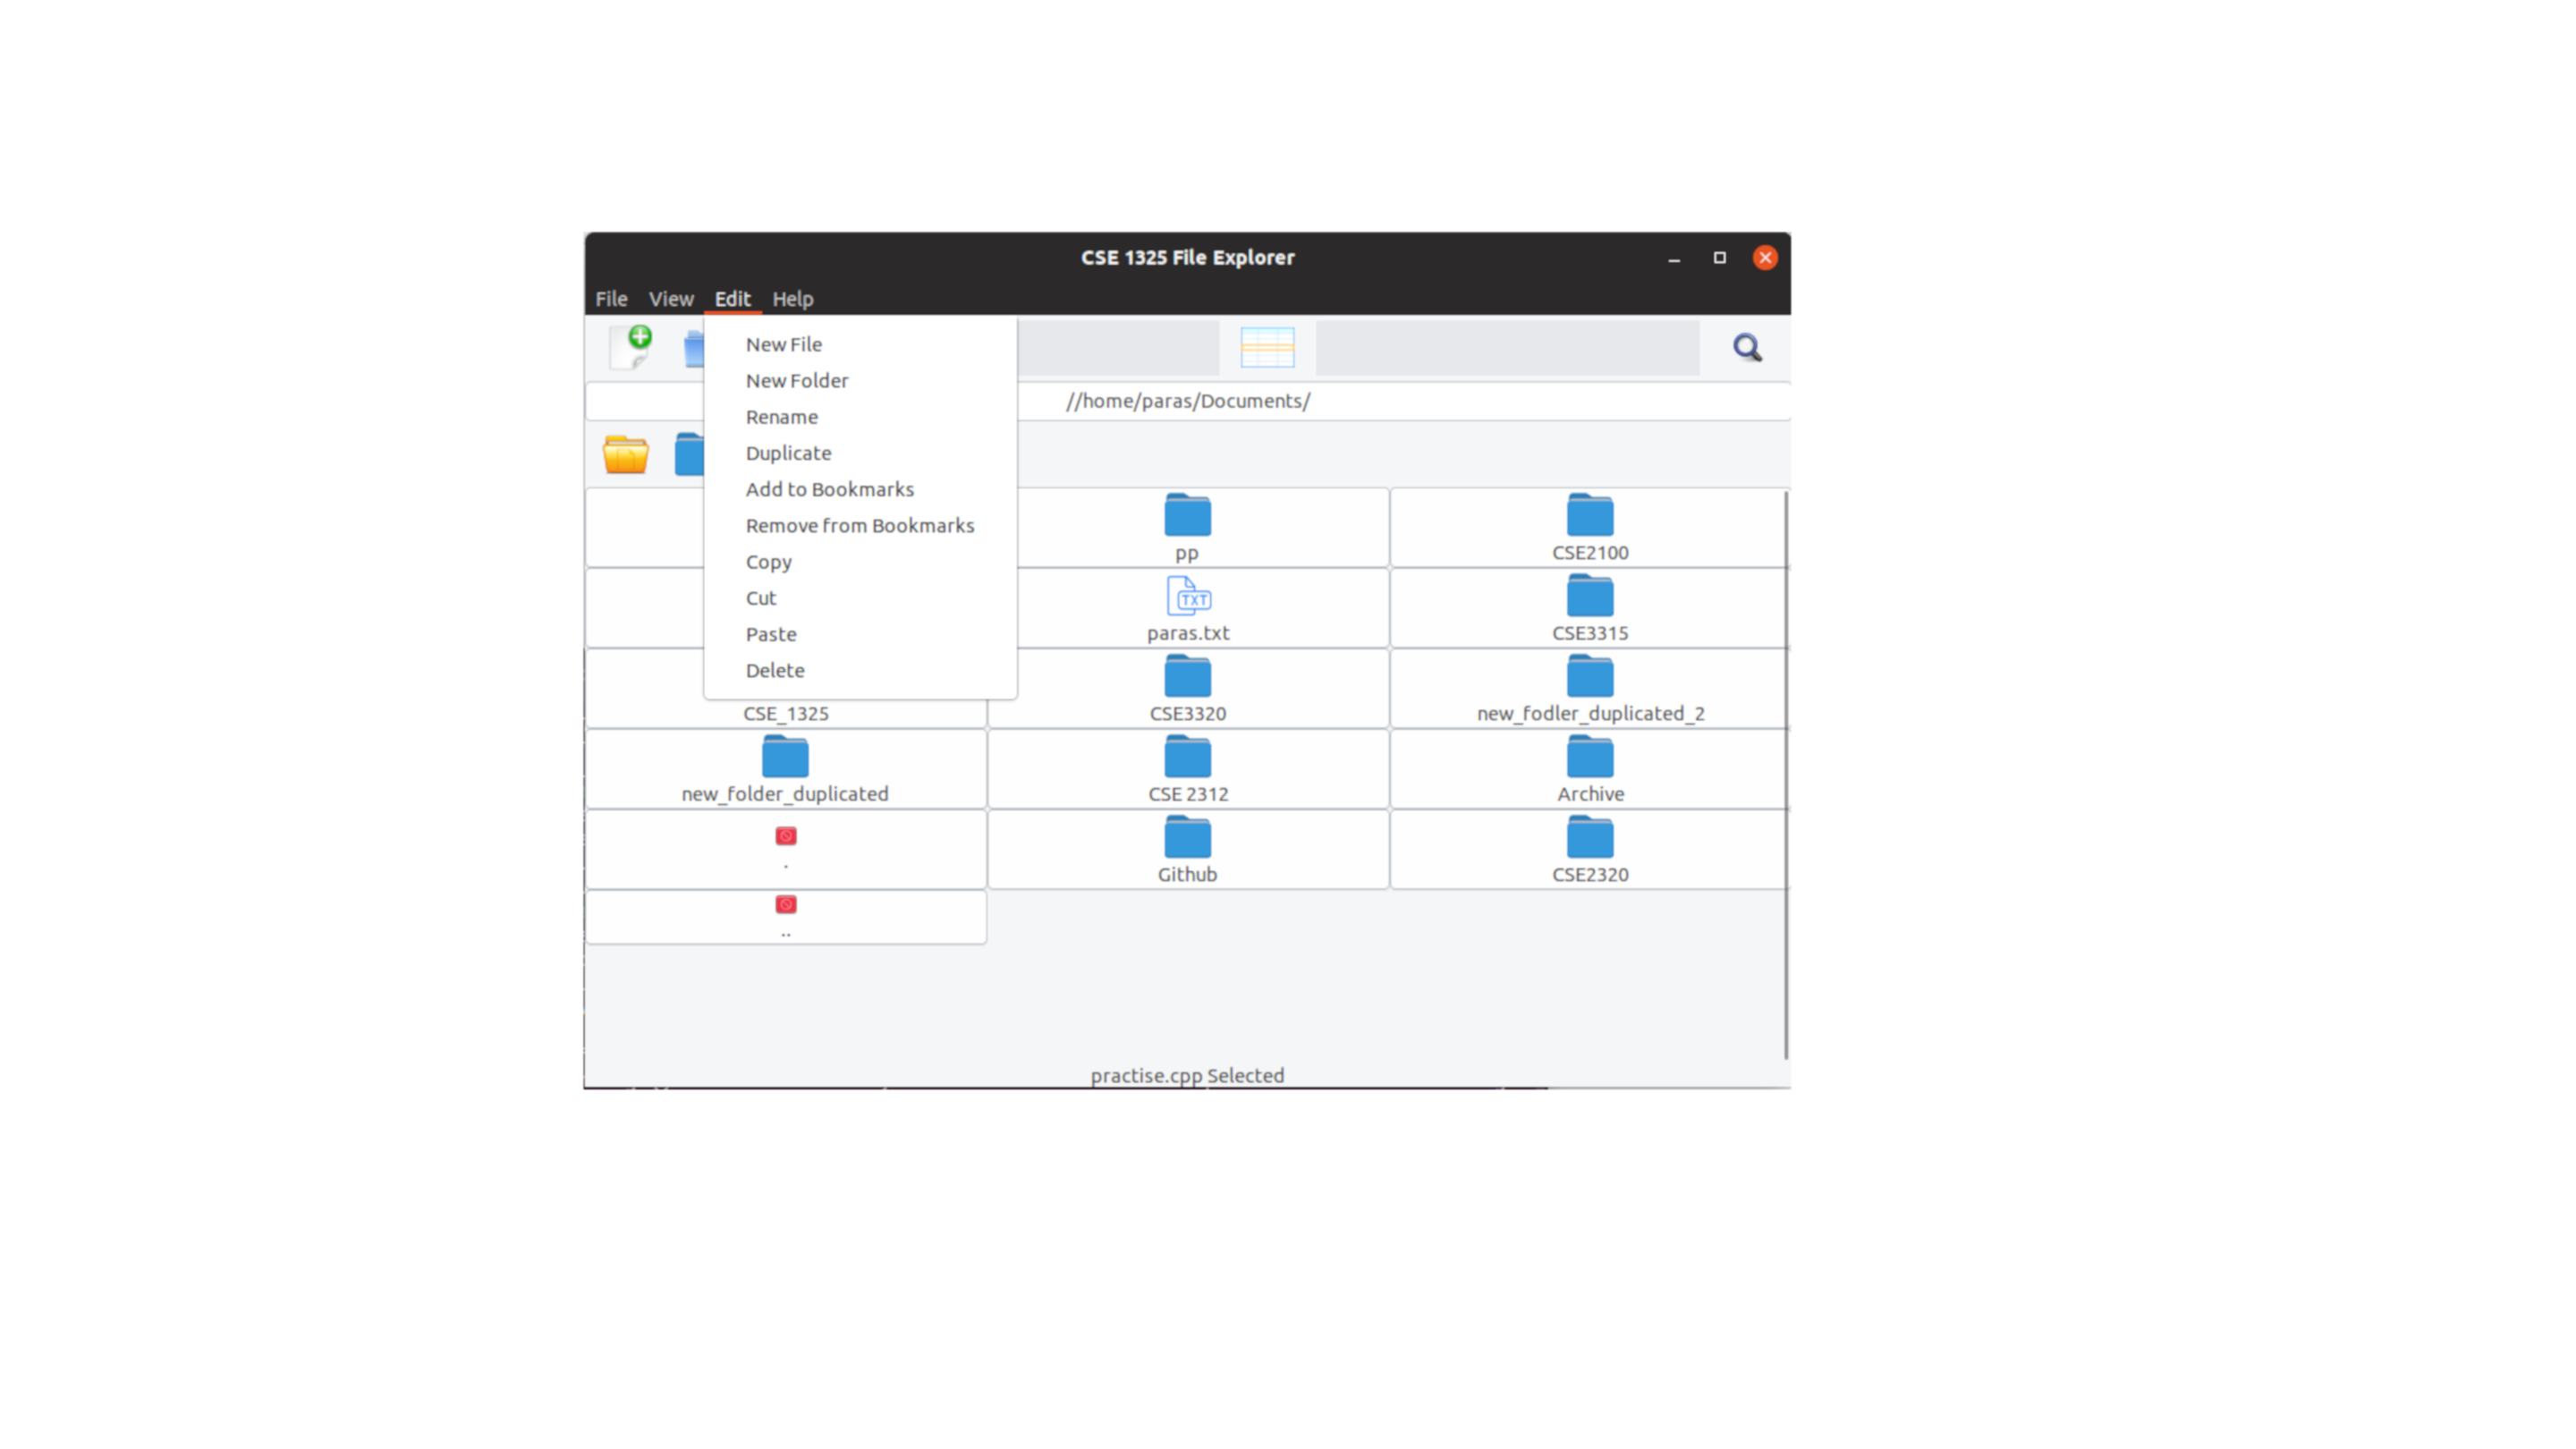 CSE 1325 File Explorer
File View Edit Help
New File
New Folder
Rename
Duplicate
Add to Bookmarks
Remove from Bookmarks
Copy
Cut
Paste
Delete
//home/paras/Documents/
pp
CSE2100
TXT
paras.txt
CSE3315
CSE_1325
CSE3320
new_fodler_duplicated_2
new_folder_duplicated
CSE 2312
Archive
.
Github
CSE2320
..
practise.cpp Selected